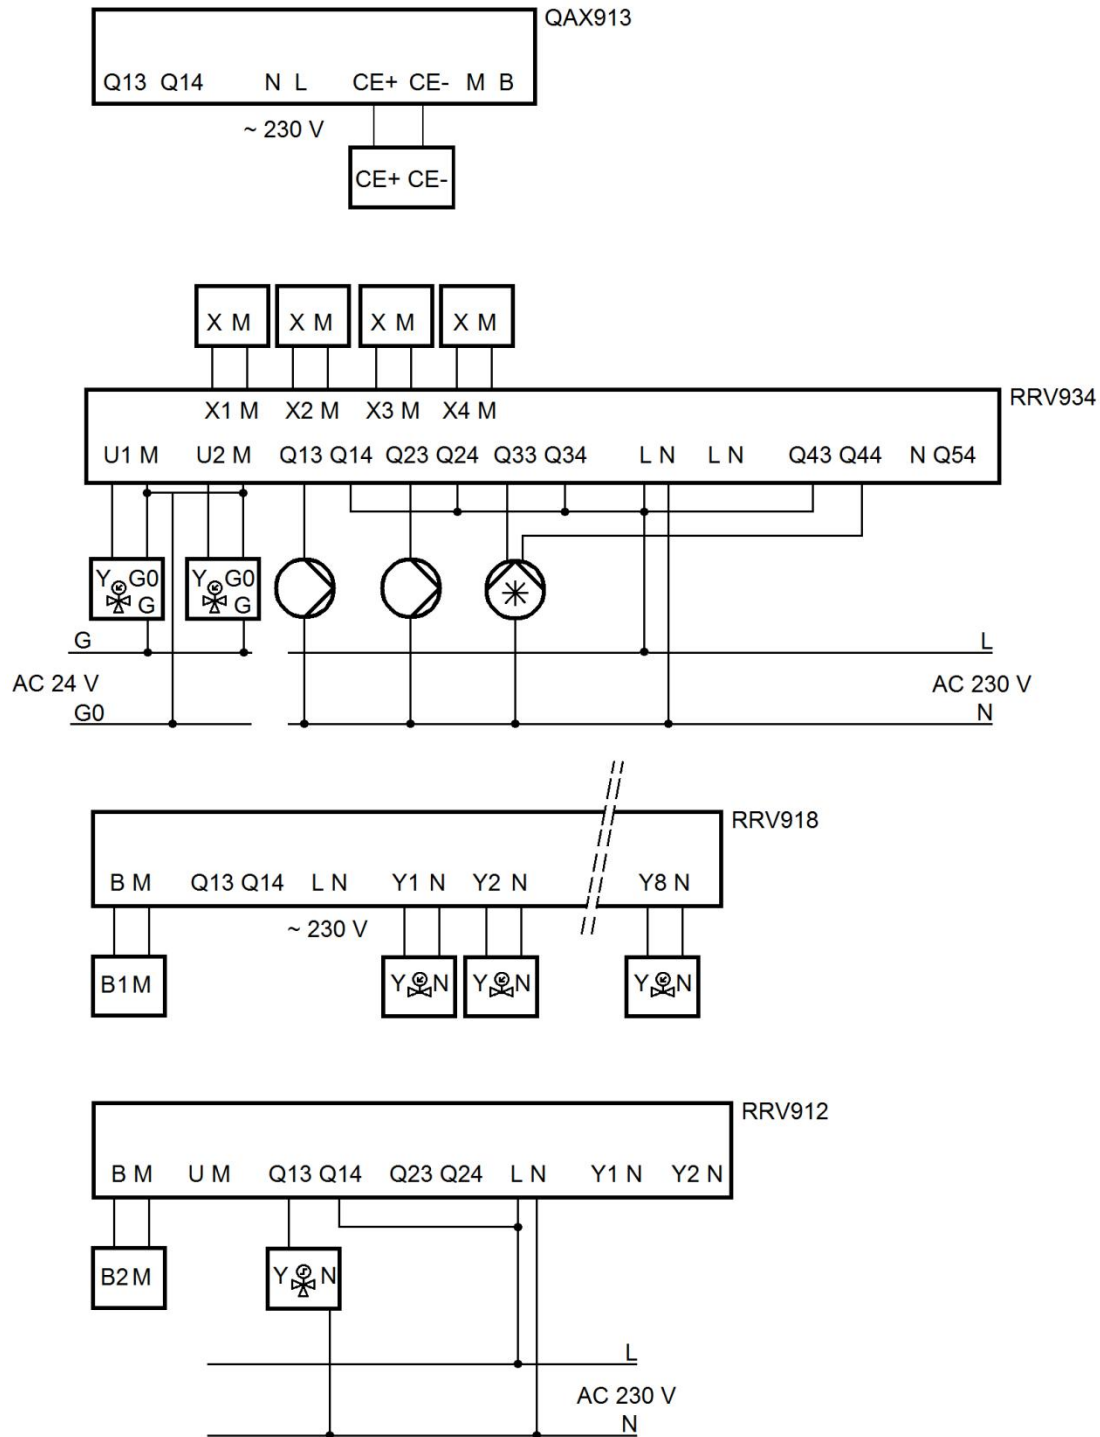 QAX913
Q13 Q14 N L CE+ CE- M B
~ 230 V
CE+ CE-
X M X M X M X M
RRV934
X1 M X2 M X3 M X4 M
U1 M U2 M Q13 Q14 Q23 Q24 Q33 Q34 L N L N Q43 Q44 N Q54
Y G0 Y G0
G G
G L
AC 24 V AC 230 V
G0 N
RRV918
B M Q13 Q14 L N Y1 N Y2 N Y8 N
~ 230 V
B1 M Y N Y N Y N
RRV912
B M U M Q13 Q14 Q23 Q24 L N Y1 N Y2 N
B2 M Y N
L
AC 230 V
N